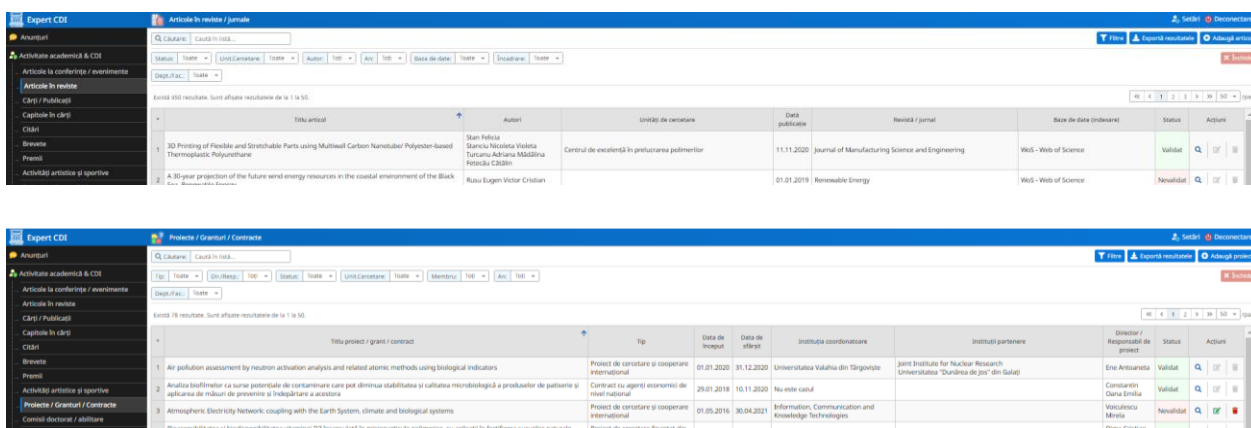 Expert CDI
Articole în reviste / jurnale
Setări Deconectare
Anunțuri
Căutare: Caută în listă...
Filtre Exportă rezultatele Adaugă artico
Activitate academică & CDI
Status: Toate Unit.Cercetare: Toate Autor: Toți An: Toți Baza de date: Toate Încadrare: Toate
Închide
Articole la conferințe / evenimente
Dept./Fac.: Toate
Articole în reviste
Cărți / Publicații
Există 950 rezultate. Sunt afișate rezultatele de la 1 la 50.
1 2 3 50
Capitole în cărți
Citări
Brevete
Premii
Activități artistice și sportive
Titlu articol Autori Unități de cercetare Data publicație Revistă / jurnal Baze de date (indexare) Status Acțiuni
1 3D Printing of Flexible and Stretchable Parts using Multiwall Carbon Nanotube/ Polyester-based
Thermoplastic Polyurethane
Stan Felicia
Stanciu Nicoleta Violeta
Turcanu Adriana Mădălina
Fetecău Cătălin
Centrul de excelență în prelucrarea polimerilor
11.11.2020 Journal of Manufacturing Science and Engineering WoS - Web of Science Validat
2 A 30-year projection of the future wind energy resources in the coastal environment of the Black
Sea, Renewable Energy
Rusu Eugen Victor Cristian
01.01.2019 Renewable Energy WoS - Web of Science Nevalidat
Expert CDI
Proiecte / Granturi / Contracte
Setări Deconectare
Anunțuri
Căutare: Caută în listă...
Filtre Exportă rezultatele Adaugă proiect
Activitate academică & CDI
Tip: Toate Dir./Resp.: Toți Status: Toate Unit.Cercetare: Toate Membru: Toți An: Toți
Închide
Articole la conferințe / evenimente
Dept./Fac.: Toate
Articole în reviste
Cărți / Publicații
Există 78 rezultate. Sunt afișate rezultatele de la 1 la 50.
1 2 50
Capitole în cărți
Citări
Brevete
Premii
Activități artistice și sportive
Proiecte / Granturi / Contracte
Comisii doctorat / abilitare
Titlu proiect / grant / contract Tip Data de început Data de sfârșit Instituția coordonatoare Instituții partenere Director / Responsabil de proiect Status Acțiuni
1 Air pollution assessment by neutron activation analysis and related atomic methods using biological indicators
Proiect de cercetare și cooperare
internațional
01.01.2020 31.12.2020 Universitatea Valahia din Târgoviște
Joint Institute for Nuclear Research
Universitatea "Dunărea de Jos" din Galați
Ene Antoaneta Validat
2 Analiza biofilmelor ca surse potențiale de contaminare care pot diminua stabilitatea și calitatea microbiologică a produselor de patiserie și
aplicarea de măsuri de prevenire și îndepărtare a acestora
Contract cu agenți economici de
nivel național
29.01.2018 10.11.2020 Nu este cazul
Constantin
Oana Emilia
Validat
3 Atmospheric Electricity Network: coupling with the Earth System, climate and biological systems
Proiect de cercetare și cooperare
internațional
01.05.2016 30.04.2021
Information, Communication and
Knowledge Technologies
Voiculescu
Mirela
Nevalidat